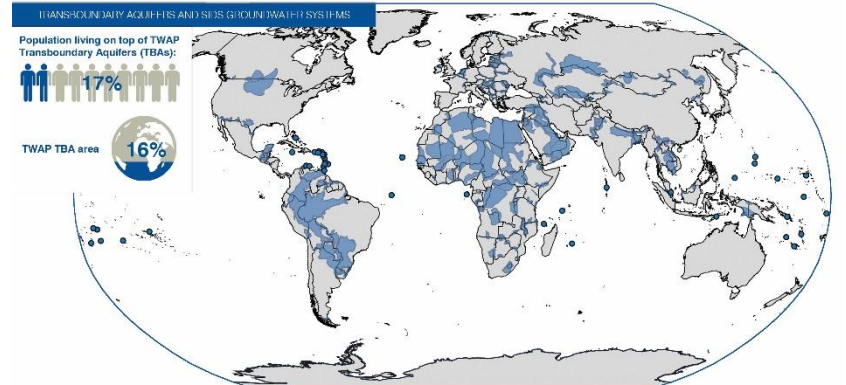 TRANSBOUNDARY AQUIFERS AND SIDS GROUNDWATER SYSTEMS
Population living on top of TWAP
Transboundary Aquifers (TBAs):
17%
TWAP TBA area
16%